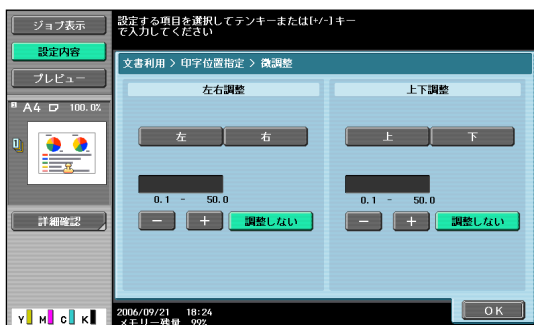 ジョブ表示
設定する項目を選択してテンキーまたは[+/-]キー
で入力してください
設定内容
文書利用 > 印字位置指定 > 微調整
プレビュー
左右調整
上下調整
A4 100.0%
左
右
上
下
0.1 - 50.0
0.1 - 50.0
詳細確認
－
＋
調整しない
－
＋
調整しない
OK
2006/09/21 18:24
Y M C K
メモリー残量 99%